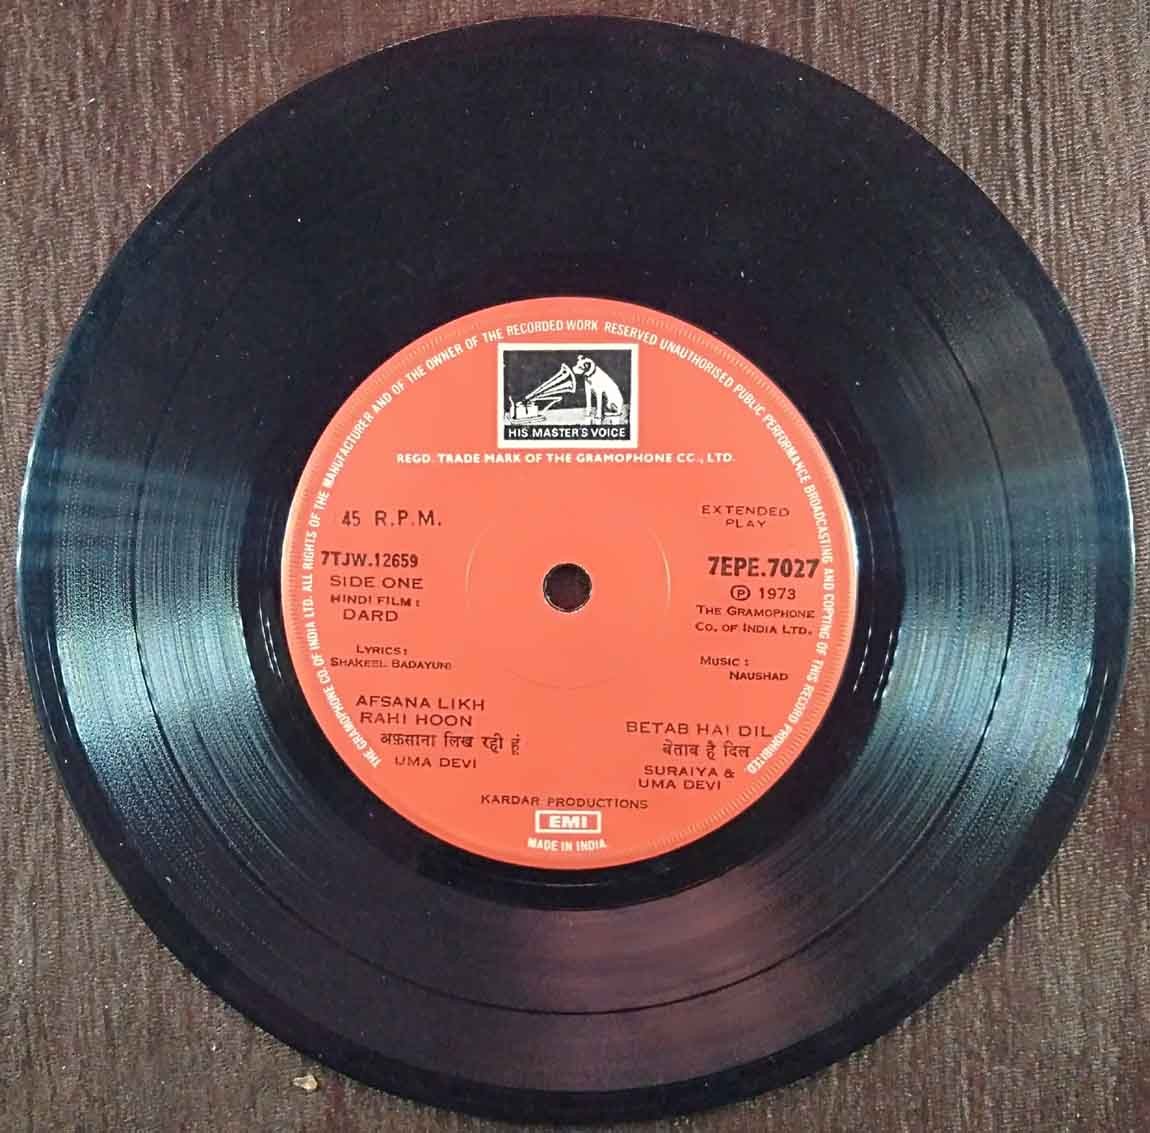 THE GRAMOPHONE CO. OF INDIA LTD. ALL RIGHTS OF THE MANUFACTURER AND OF THE OWNER OF THE RECORDED WORK RESERVED UNAUTHORISED PUBLIC PERFORMANCE BROADCASTING AND COPYING OF THIS RECORD PROHIBITED.
HIS MASTER'S VOICE
REGD. TRADE MARK OF THE GRAMOPHONE CO., LTD.
45 R.P.M.
EXTENDED
PLAY
7TJW.12659
SIDE ONE
HINDI FILM:
DARD
7EPE.7027
Ⓟ 1973
THE GRAMOPHONE
CO. OF INDIA LTD.
LYRICS:
SHAKEEL BADAYUNI
MUSIC:
NAUSHAD
AFSANA LIKH
RAHI HOON
अफ़साना लिख रही हूं
UMA DEVI
BETAB HAI DIL
बेताब है दिल
SURAIYA &
UMA DEVI
KARDAR PRODUCTIONS
EMI
MADE IN INDIA